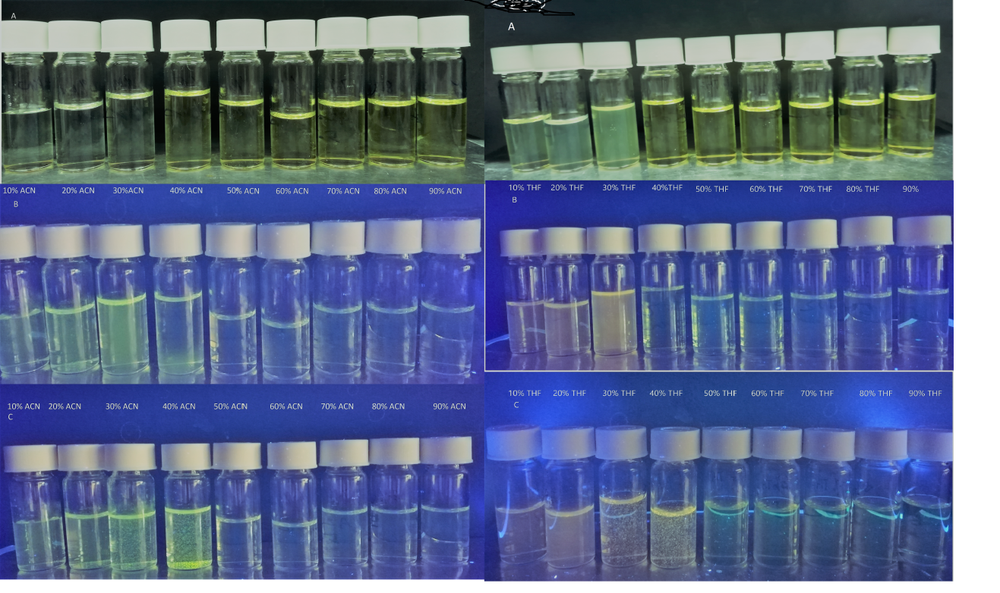 A
A
10% ACN 20% ACN 30%ACN 40% ACN 50% ACN 60% ACN 70% ACN 80% ACN 90% ACN
B
10% THF 20% THF 30% THF 40%THF 50% THF 60% THF 70% THF 80% THF 90%
B
10% ACN 20% ACN 30% ACN 40% ACN 50% ACN 60% ACN 70% ACN 80% ACN 90% ACN
C
10% THF 20% THF 30% THF 40% THF 50% THF 60% THF 70% THF 80% THF 90% THF
C